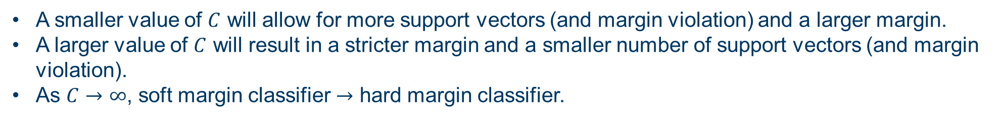 • A smaller value of C will allow for more support vectors (and margin violation) and a larger margin.
• A larger value of C will result in a stricter margin and a smaller number of support vectors (and margin
violation).
• As C → ∞, soft margin classifier → hard margin classifier.